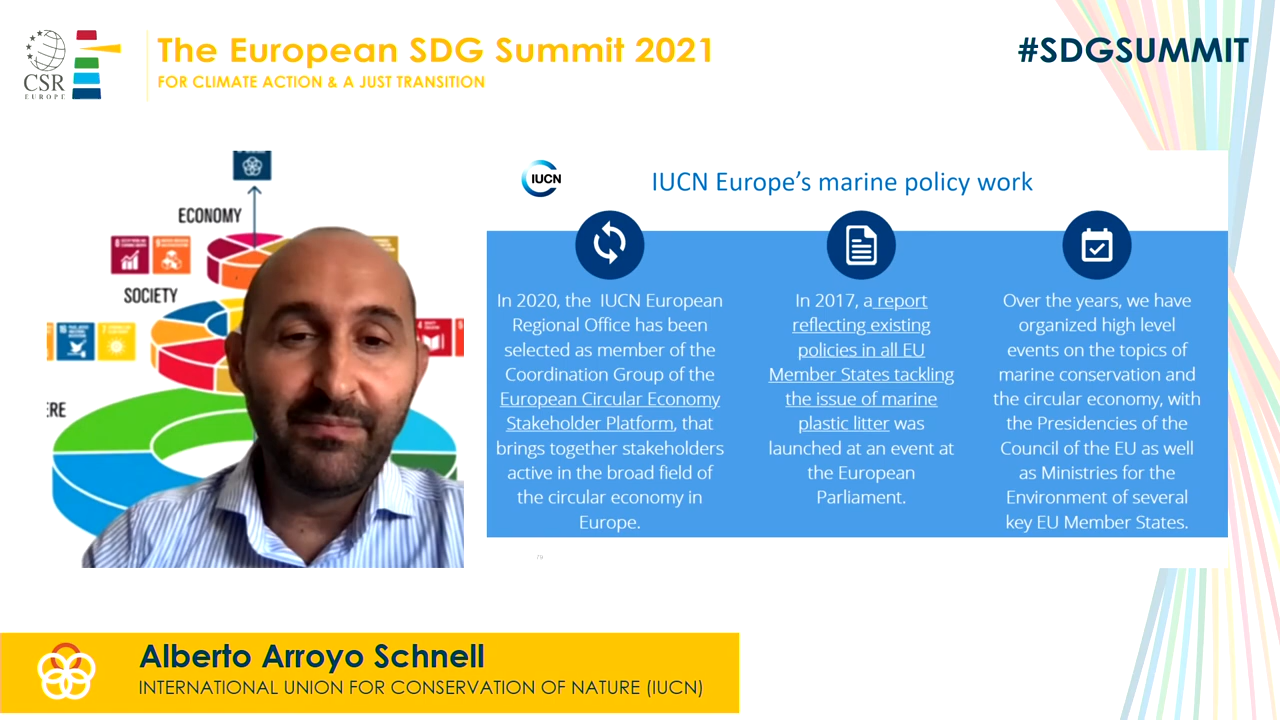 CSR
EUROPE
The European SDG Summit 2021
FOR CLIMATE ACTION & A JUST TRANSITION
#SDGSUMMIT
ECONOMY
SOCIETY
ERE
IUCN
IUCN Europe's marine policy work
In 2020, the IUCN European
Regional Office has been
selected as member of the
Coordination Group of the
European Circular Economy
Stakeholder Platform, that
brings together stakeholders
active in the broad field of
the circular economy in
Europe.
In 2017, a report
reflecting existing
policies in all EU
Member States tackling
the issue of marine
plastic litter was
launched at an event at
the European
Parliament.
Over the years, we have
organized high level
events on the topics of
marine conservation and
the circular economy, with
the Presidencies of the
Council of the EU as well
as Ministries for the
Environment of several
key EU Member States.
Alberto Arroyo Schnell
INTERNATIONAL UNION FOR CONSERVATION OF NATURE (IUCN)